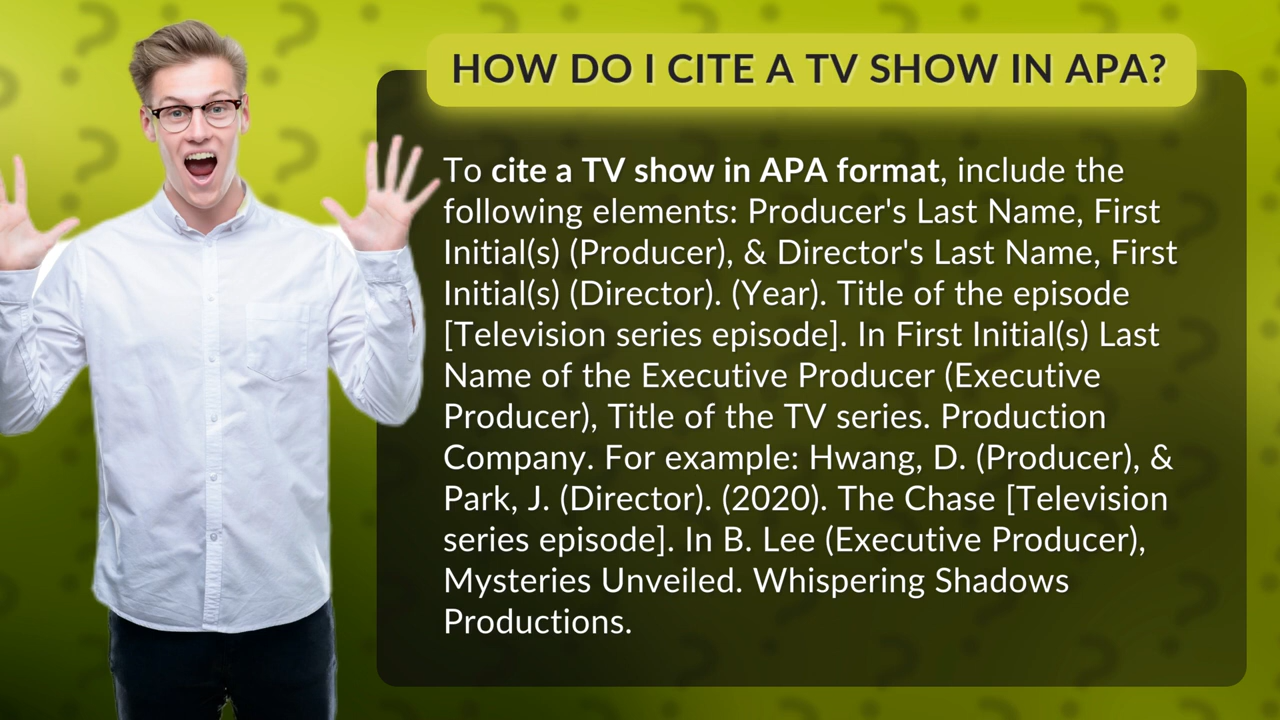 HOW DO I CITE A TV SHOW IN APA?
To cite a TV show in APA format, include the
following elements: Producer's Last Name, First
Initial(s) (Producer), & Director's Last Name, First
Initial(s) (Director). (Year). Title of the episode
[Television series episode]. In First Initial(s) Last
Name of the Executive Producer (Executive
Producer), Title of the TV series. Production
Company. For example: Hwang, D. (Producer), &
Park, J. (Director). (2020). The Chase [Television
series episode]. In B. Lee (Executive Producer),
Mysteries Unveiled. Whispering Shadows
Productions.